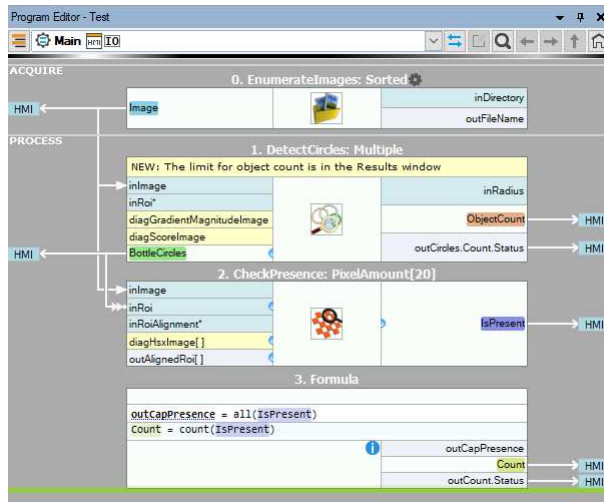 Program Editor - Test
Main HMI IO
ACQUIRE
0. EnumerateImages: Sorted
HMI
Image
inDirectory
outFileName
PROCESS
1. DetectCircles: Multiple
NEW: The limit for object count is in the Results window
inImage
inRoi*
diagGradientMagnitudeImage
diagScoreImage
HMI
BottleCircles
inRadius
ObjectCount
HMI
outCircles.Count.Status
HMI
2. CheckPresence: PixelAmount[20]
inImage
inRoi
inRoiAlignment*
diagHsxImage[]
outAlignedRoi[]
IsPresent
HMI
3. Formula
outCapPresence = all(IsPresent)
Count = count(IsPresent)
outCapPresence
Count
HMI
outCount.Status
HMI